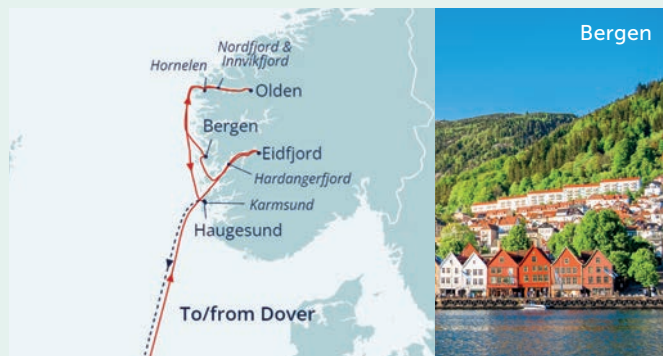 Nordfjord &
Innvikfjord
Hornelen
Olden
Bergen
Eidfjord
Hardangerfjord
Karmsund
Haugesund
To/from Dover
Bergen